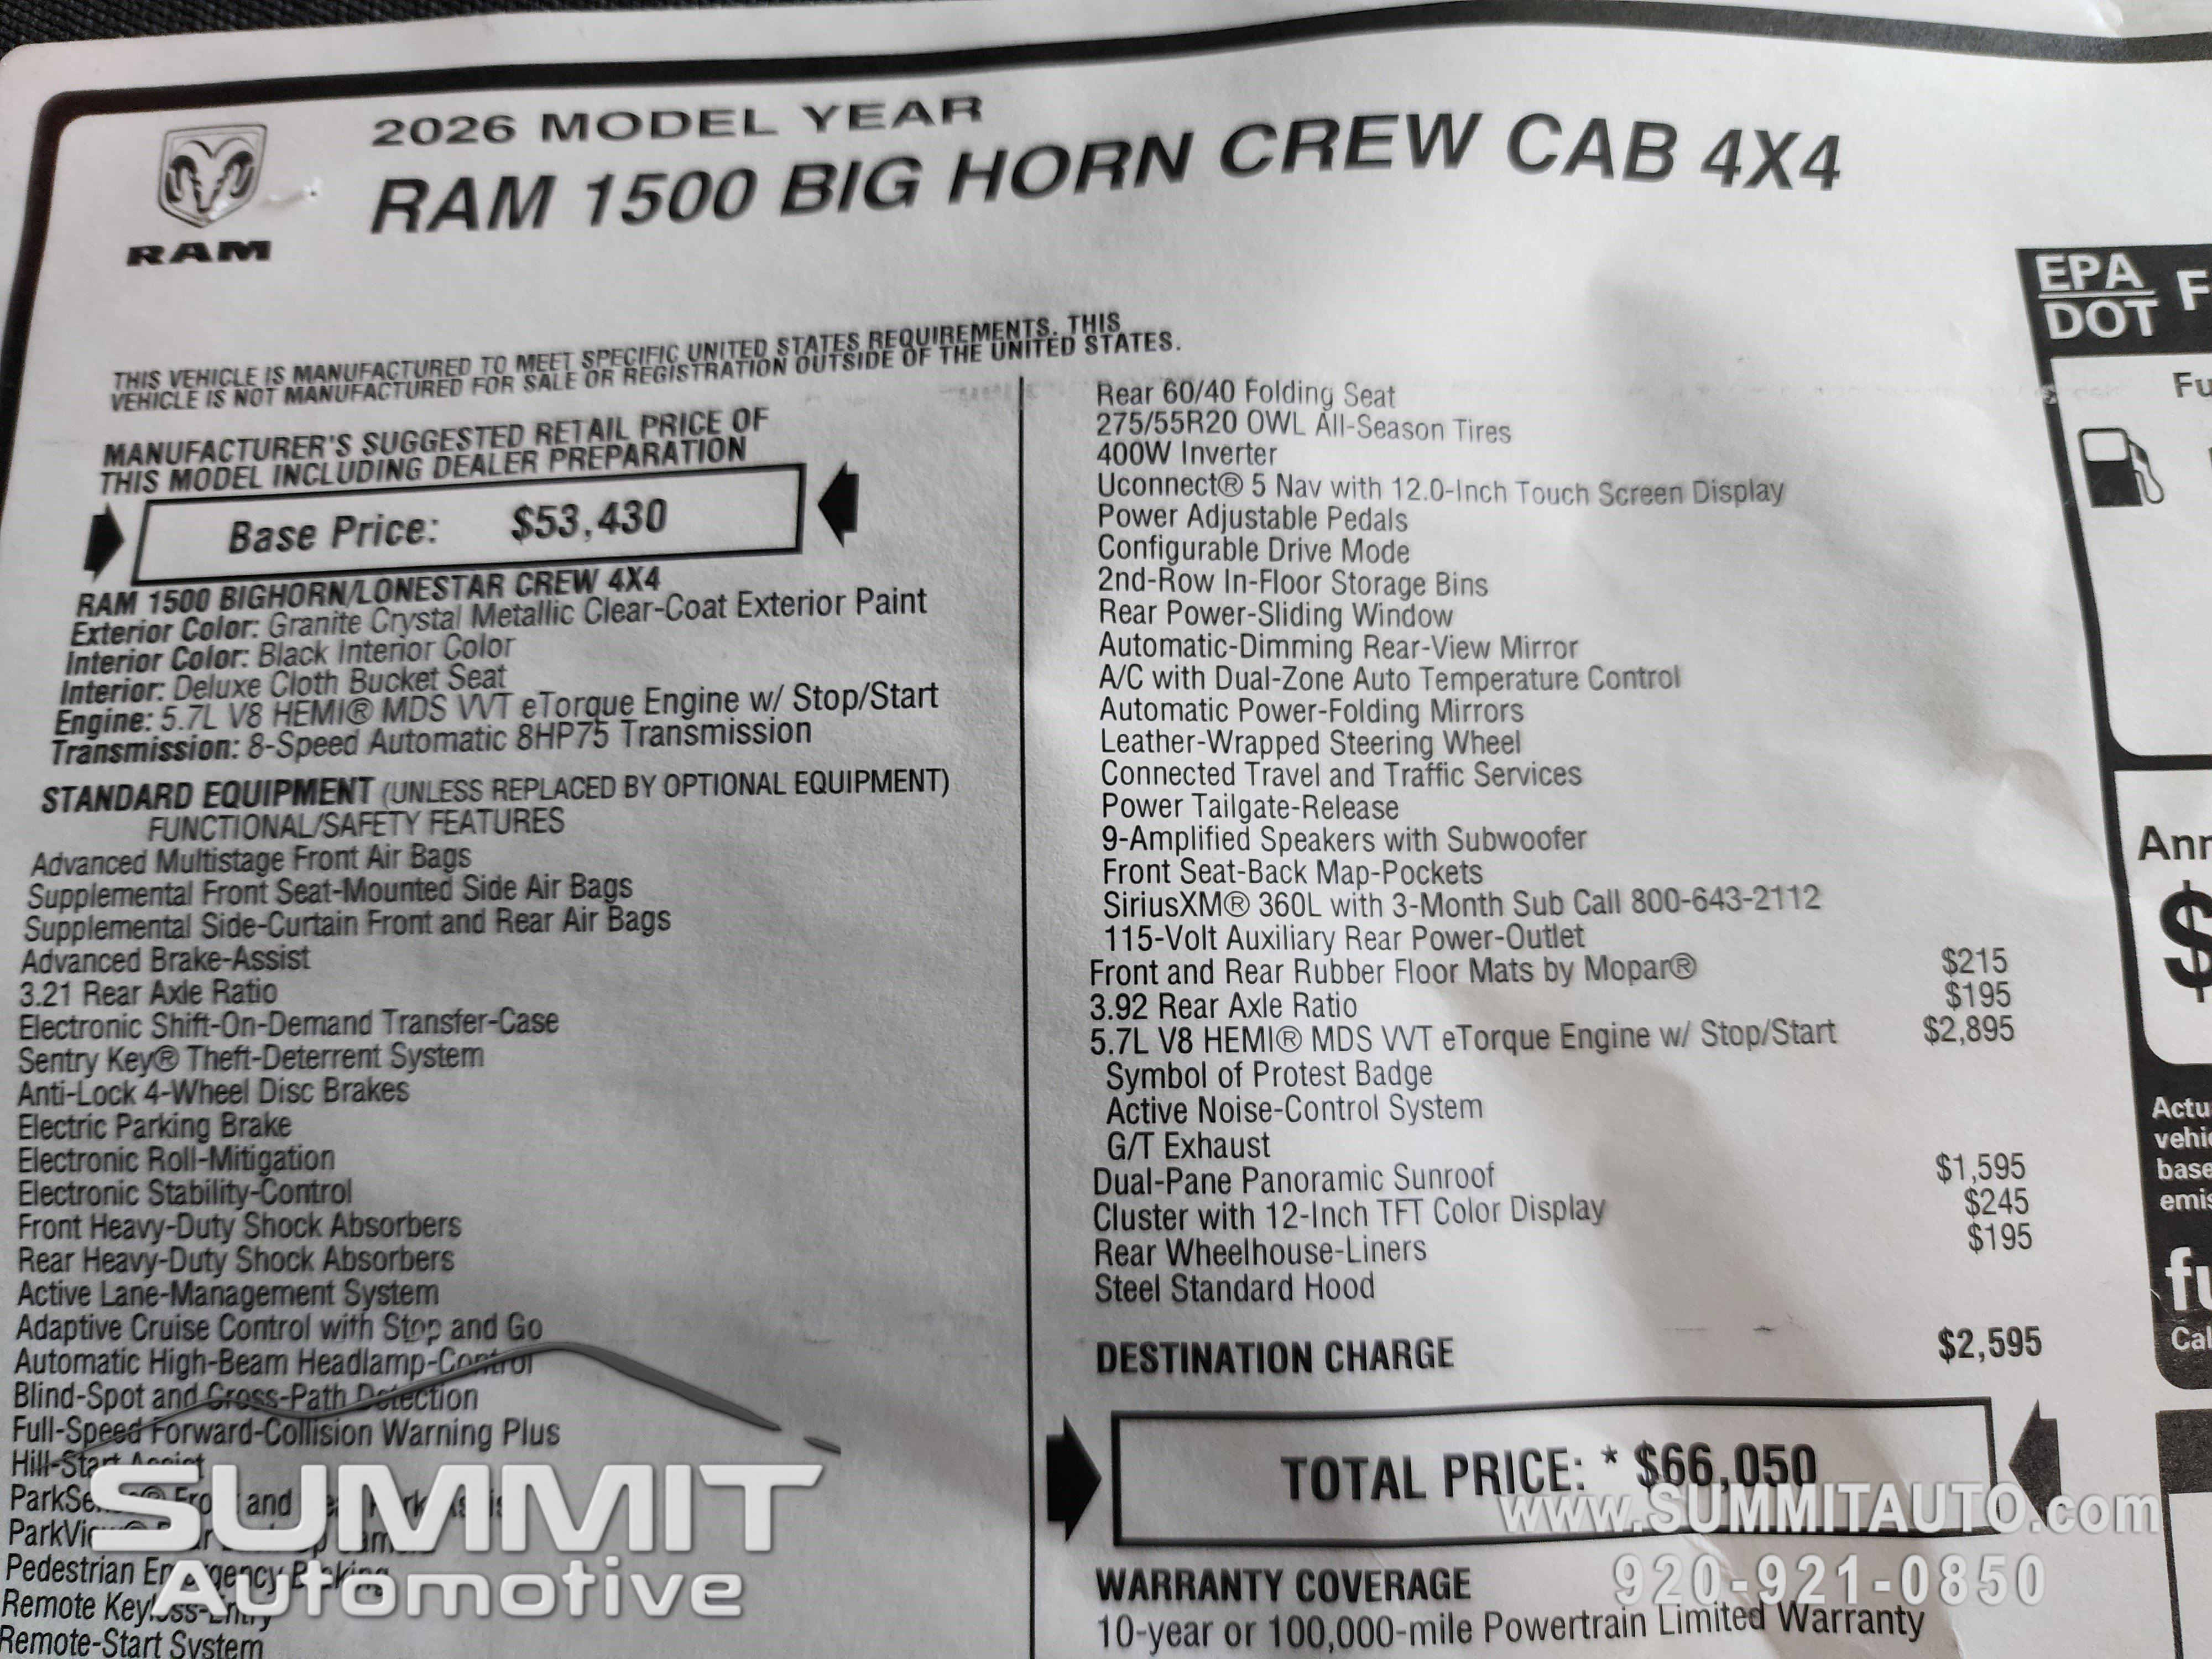 2026 MODEL YEAR
RAM 1500 BIG HORN CREW CAB 4X4
RAM
THIS VEHICLE IS MANUFACTURED TO MEET SPECIFIC UNITED STATES REQUIREMENTS. THIS
VEHICLE IS NOT MANUFACTURED FOR SALE OR REGISTRATION OUTSIDE OF THE UNITED STATES.
MANUFACTURER'S SUGGESTED RETAIL PRICE OF
THIS MODEL INCLUDING DEALER PREPARATION
Base Price: $53,430
RAM 1500 BIGHORN/LONESTAR CREW 4X4
Exterior Color: Granite Crystal Metallic Clear-Coat Exterior Paint
Interior Color: Black Interior Color
Interior: Deluxe Cloth Bucket Seat
Engine: 5.7L V8 HEMI® MDS VVT eTorque Engine w/ Stop/Start
Transmission: 8-Speed Automatic 8HP75 Transmission
STANDARD EQUIPMENT (UNLESS REPLACED BY OPTIONAL EQUIPMENT)
FUNCTIONAL/SAFETY FEATURES
Advanced Multistage Front Air Bags
Supplemental Front Seat-Mounted Side Air Bags
Supplemental Side-Curtain Front and Rear Air Bags
Advanced Brake-Assist
3.21 Rear Axle Ratio
Electronic Shift-On-Demand Transfer-Case
Sentry Key® Theft-Deterrent System
Anti-Lock 4-Wheel Disc Brakes
Electric Parking Brake
Electronic Roll-Mitigation
Electronic Stability-Control
Front Heavy-Duty Shock Absorbers
Rear Heavy-Duty Shock Absorbers
Active Lane-Management System
Adaptive Cruise Control with Stop and Go
Automatic High-Beam Headlamp-Control
Blind-Spot and Cross-Path Detection
Full-Speed Forward-Collision Warning Plus
Hill-Start Assist
and
Pedestrian Emergency Braking
Remote Keyless-Entry
Remote-Start System
Rear 60/40 Folding Seat
275/55R20 OWL All-Season Tires
400W Inverter
Uconnect® 5 Nav with 12.0-Inch Touch Screen Display
Power Adjustable Pedals
Configurable Drive Mode
2nd-Row In-Floor Storage Bins
Rear Power-Sliding Window
Automatic-Dimming Rear-View Mirror
A/C with Dual-Zone Auto Temperature Control
Automatic Power-Folding Mirrors
Leather-Wrapped Steering Wheel
Connected Travel and Traffic Services
Power Tailgate-Release
9-Amplified Speakers with Subwoofer
Front Seat-Back Map-Pockets
SiriusXM® 360L with 3-Month Sub Call 800-643-2112
115-Volt Auxiliary Rear Power-Outlet
Front and Rear Rubber Floor Mats by Mopar® $215
3.92 Rear Axle Ratio $195
5.7L V8 HEMI® MDS VVT eTorque Engine w/ Stop/Start $2,895
Symbol of Protest Badge
Active Noise-Control System
G/T Exhaust
Dual-Pane Panoramic Sunroof $1,595
Cluster with 12-Inch TFT Color Display $245
Rear Wheelhouse-Liners $195
Steel Standard Hood
DESTINATION CHARGE $2,595
TOTAL PRICE: * $66,050
WARRANTY COVERAGE
10-year or 100,000-mile Powertrain Limited Warranty
EPA
DOT
$
SUMMIT
Automotive
www.SUMMITAUTO.com
920-921-0850